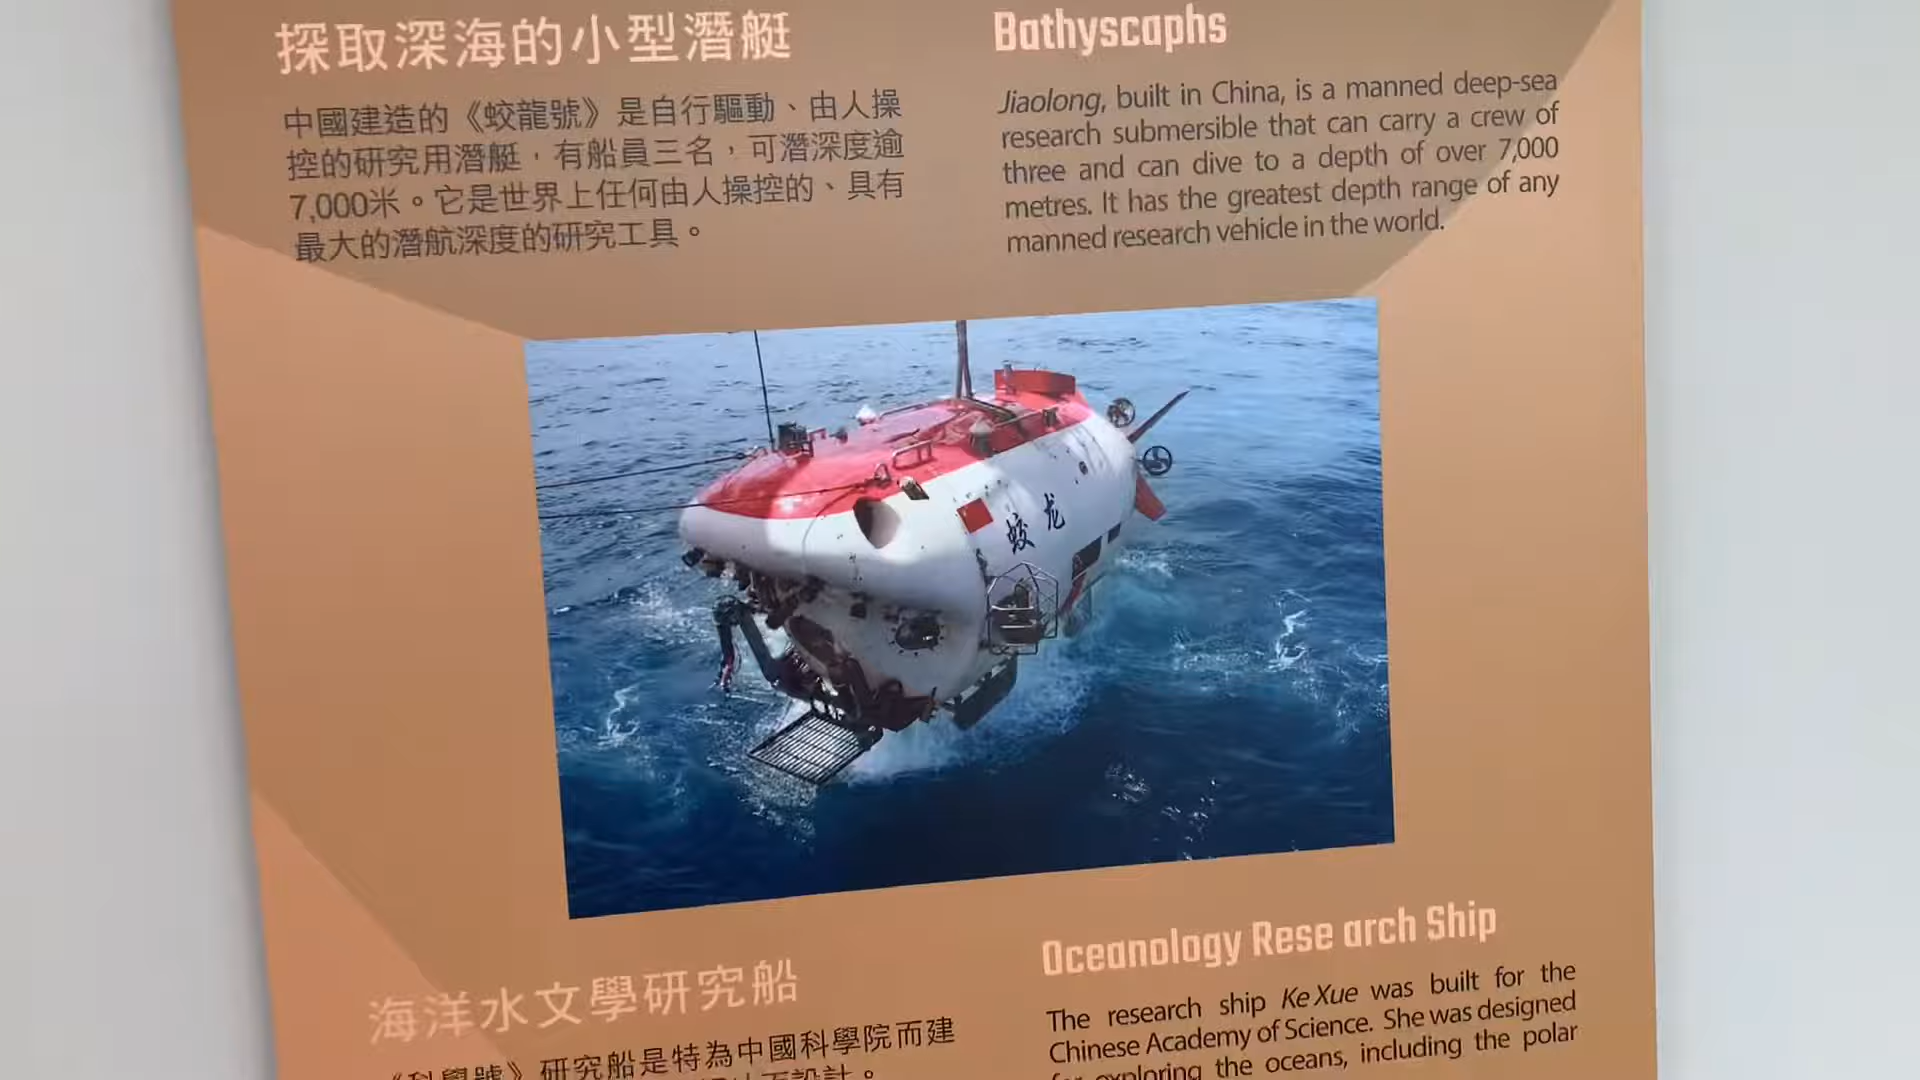 探取深海的小型潛艇
中國建造的《蛟龍號》是自行驅動、由人操
控的研究用潛艇，有船員三名，可潛深度逾
7,000米。它是世界上任何由人操控的、具有
最大的潛航深度的研究工具。
Bathyscaphs
Jiaolong, built in China, is a manned deep-sea
research submersible that can carry a crew of
three and can dive to a depth of over 7,000
metres. It has the greatest depth range of any
manned research vehicle in the world.
蛟龙
海洋水文學研究船
《科學號》研究船是特為中國科學院而建
Oceanology Rese arch Ship
The research ship Ke Xue was built for the
Chinese Academy of Science. She was designed
exploring the oceans, including the polar